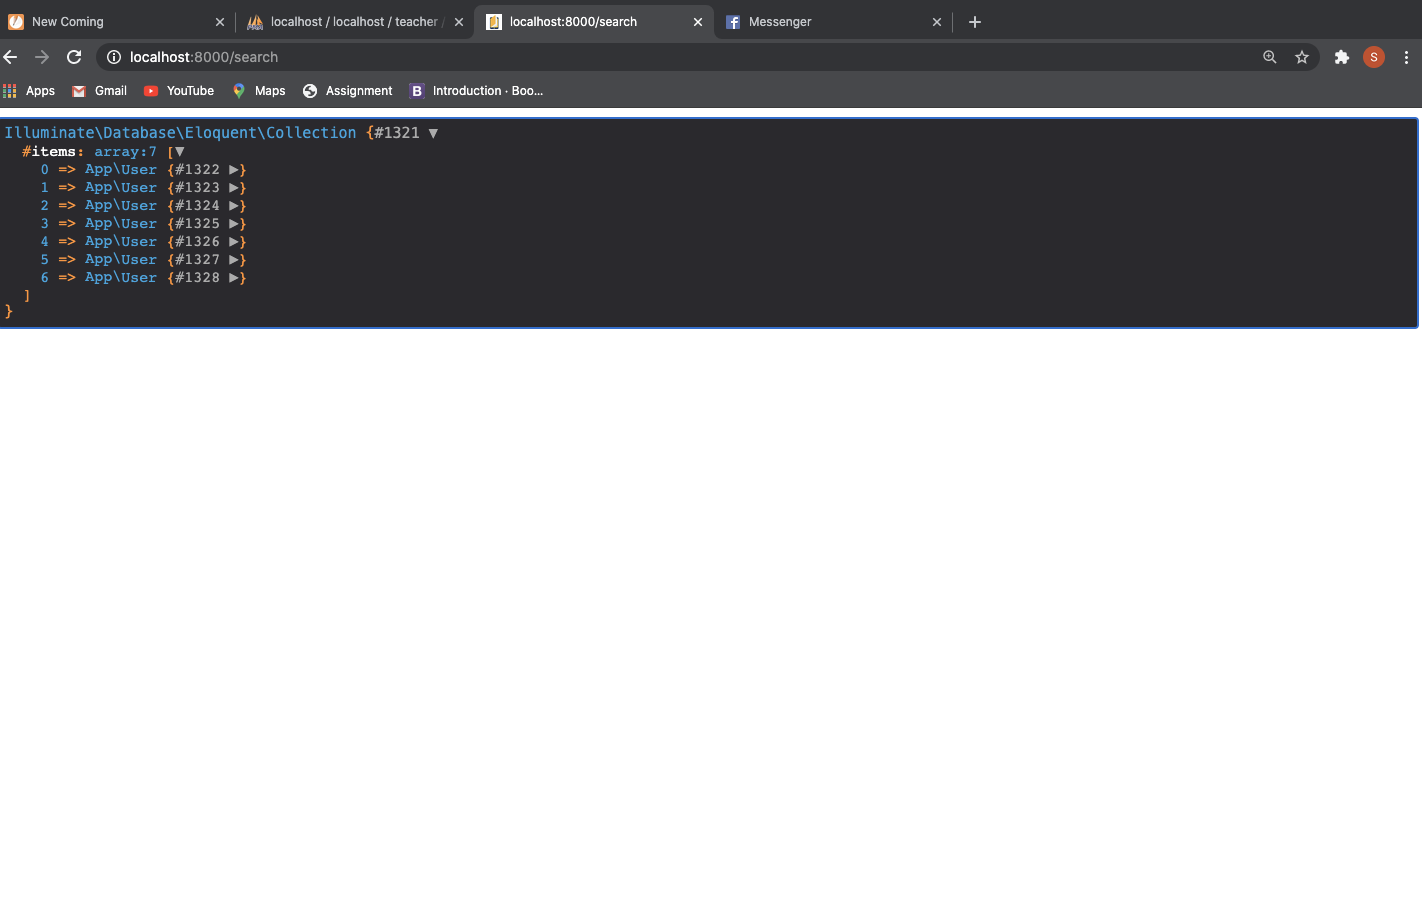 New Coming
localhost / localhost / teacher /
localhost:8000/search
Messenger
localhost:8000/search
S
Apps
Gmail
YouTube
Maps
Assignment
B
Introduction · Boo...
Illuminate\Database\Eloquent\Collection {#1321 ▼
#items: array:7 [▼
0 => App\User {#1322 ▶}
1 => App\User {#1323 ▶}
2 => App\User {#1324 ▶}
3 => App\User {#1325 ▶}
4 => App\User {#1326 ▶}
5 => App\User {#1327 ▶}
6 => App\User {#1328 ▶}
]
}